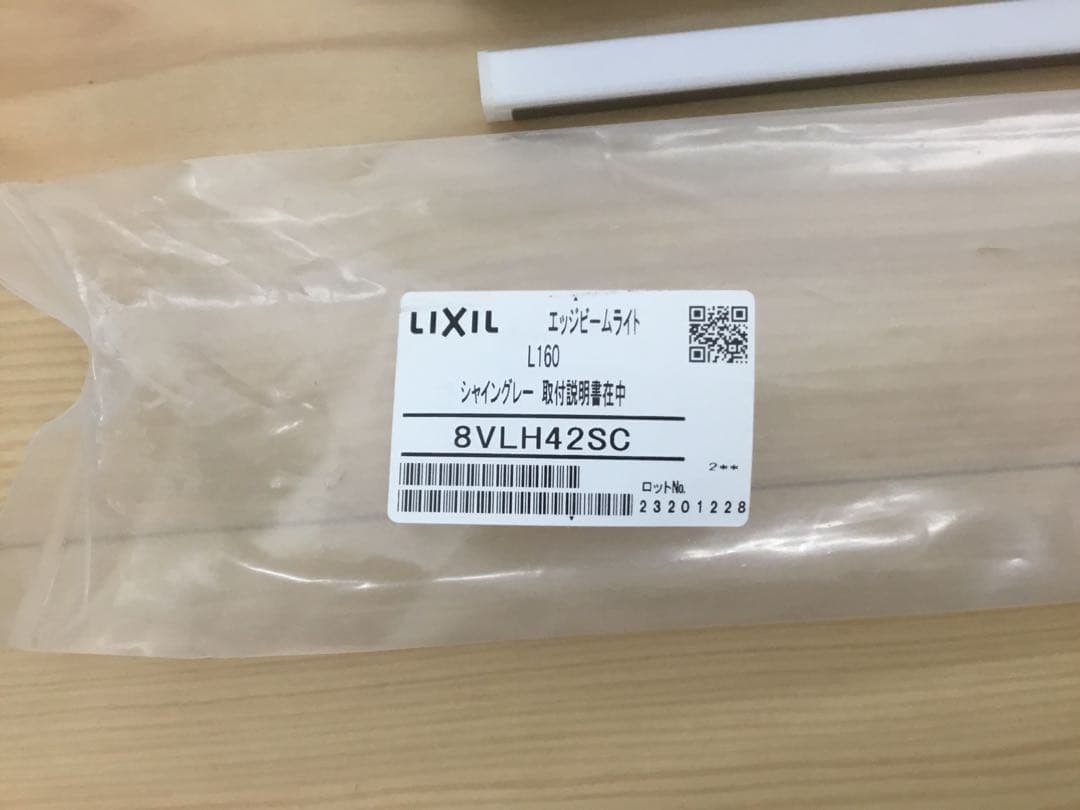 LIXIL エッジビームライト
L160
シャイングレー 取付説明書在中
8VLH42SC
2**
ロットNo.
23201228